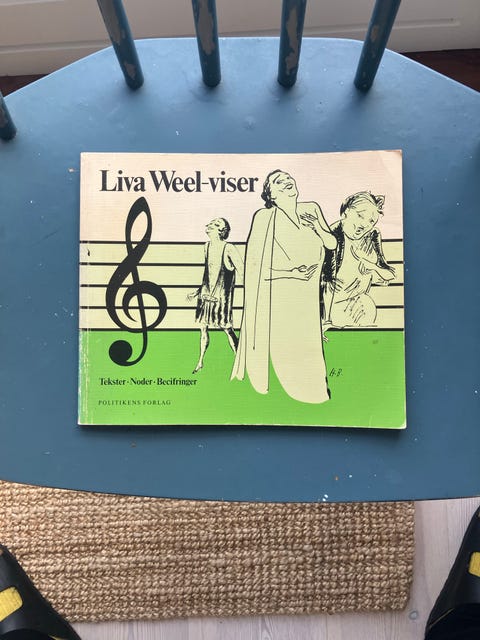 Liva Weel-viser
Tekster · Noder · Becifringer
POLITIKENS FORLAG
H.B.